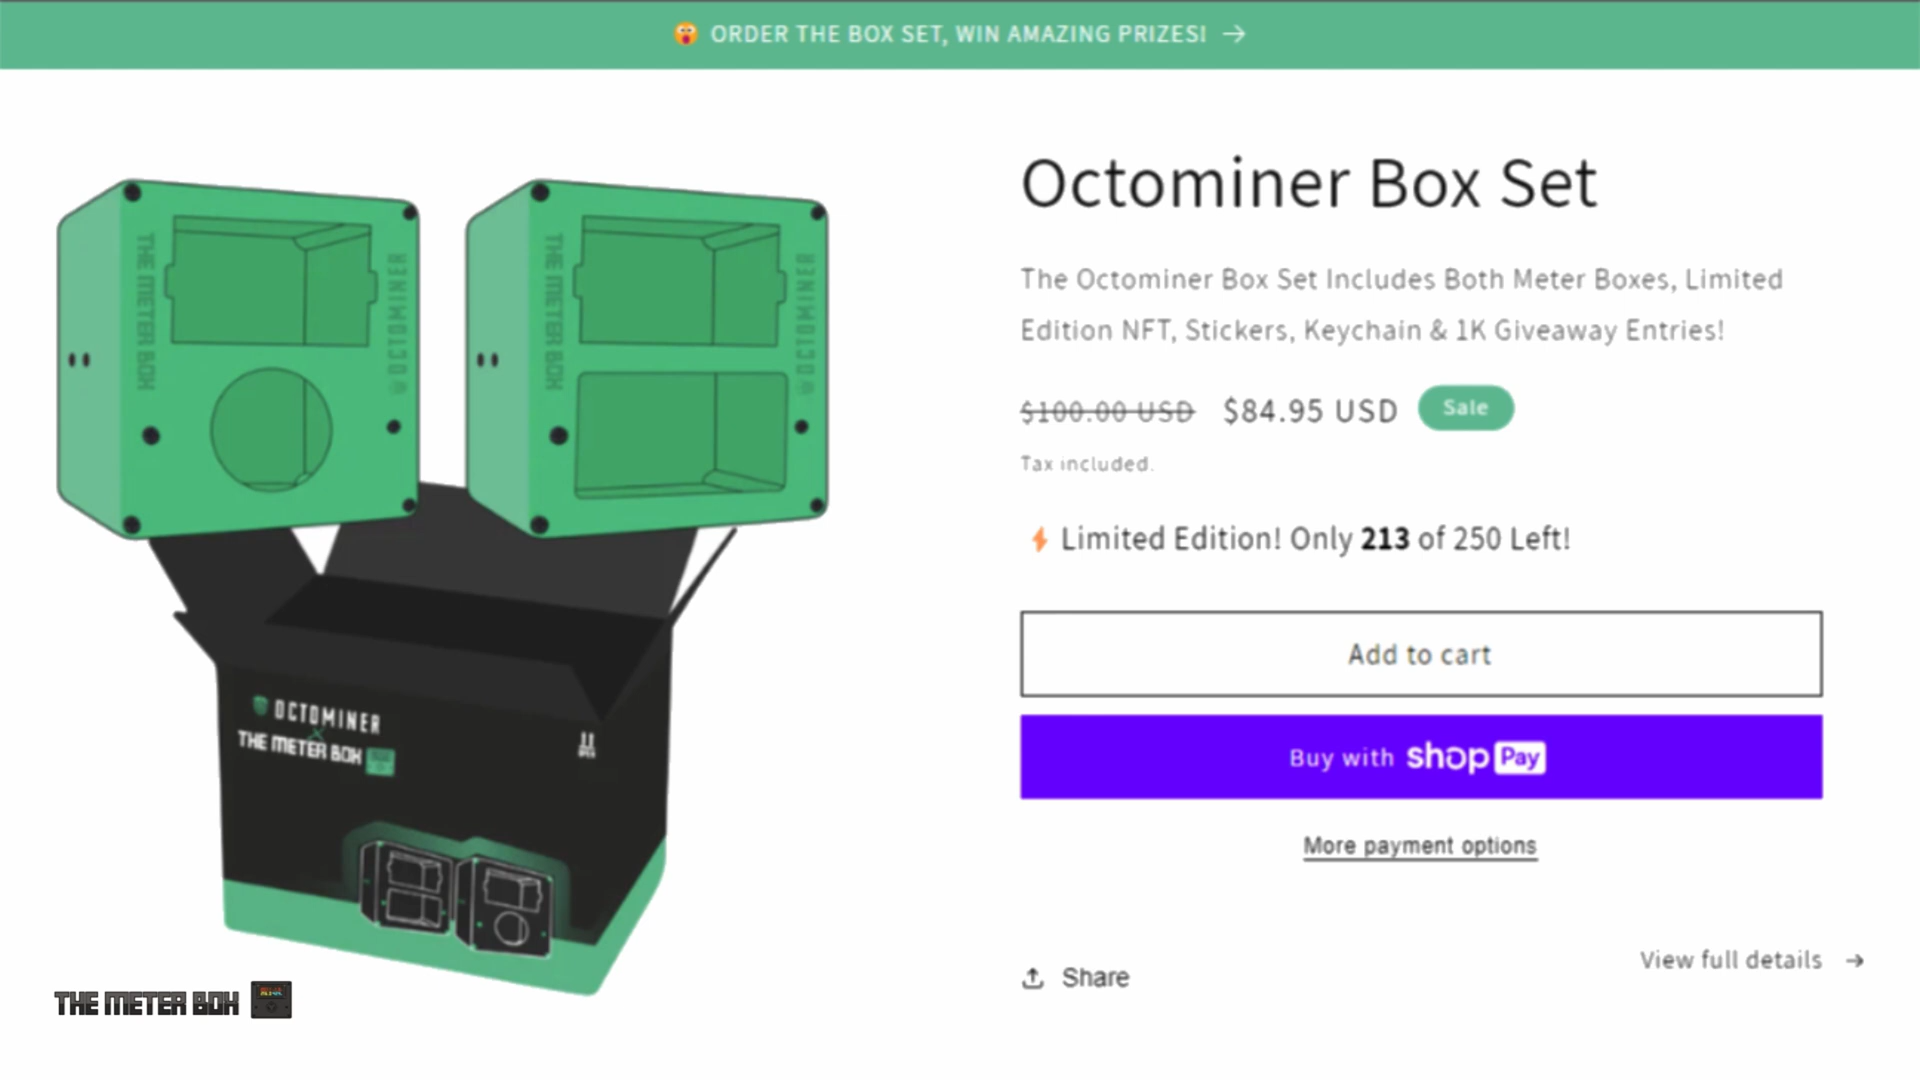 😲 ORDER THE BOX SET, WIN AMAZING PRIZES! →
THE METER BOX
OCTOMINER
THE METER BOX
OCTOMINER
OCTOMINER
X
THE METER BOX
THE METER BOX
Octominer Box Set
The Octominer Box Set Includes Both Meter Boxes, Limited
Edition NFT, Stickers, Keychain & 1K Giveaway Entries!
$100.00 USD $84.95 USD Sale
Tax included.
⚡ Limited Edition! Only 213 of 250 Left!
Add to cart
Buy with shop Pay
More payment options
View full details →
Share